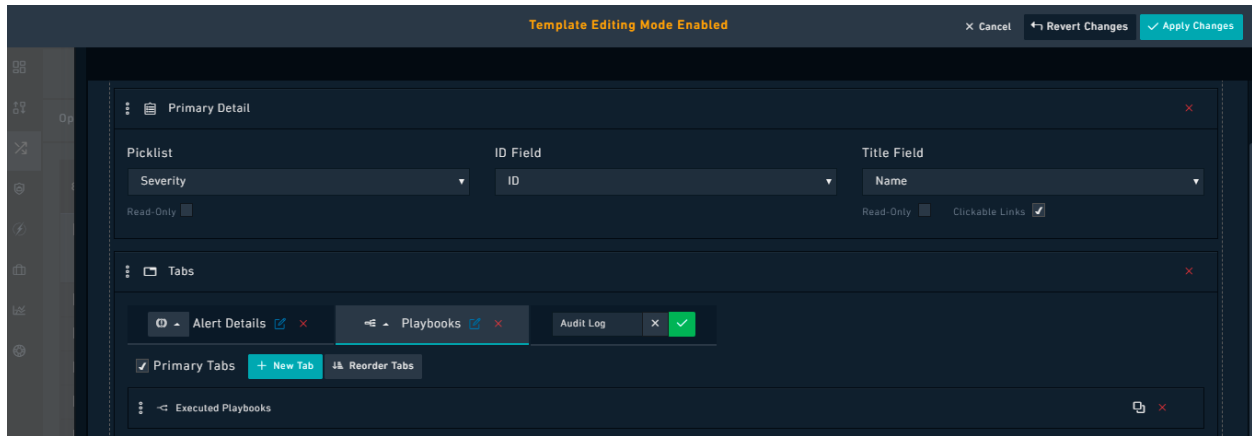 Template Editing Mode Enabled
Cancel
Revert Changes
Apply Changes
Op
Primary Detail
Picklist
ID Field
Title Field
Severity
ID
Name
Read-Only
Read-Only
Clickable Links
Tabs
Alert Details
Playbooks
Audit Log
Primary Tabs
+ New Tab
Reorder Tabs
Executed Playbooks